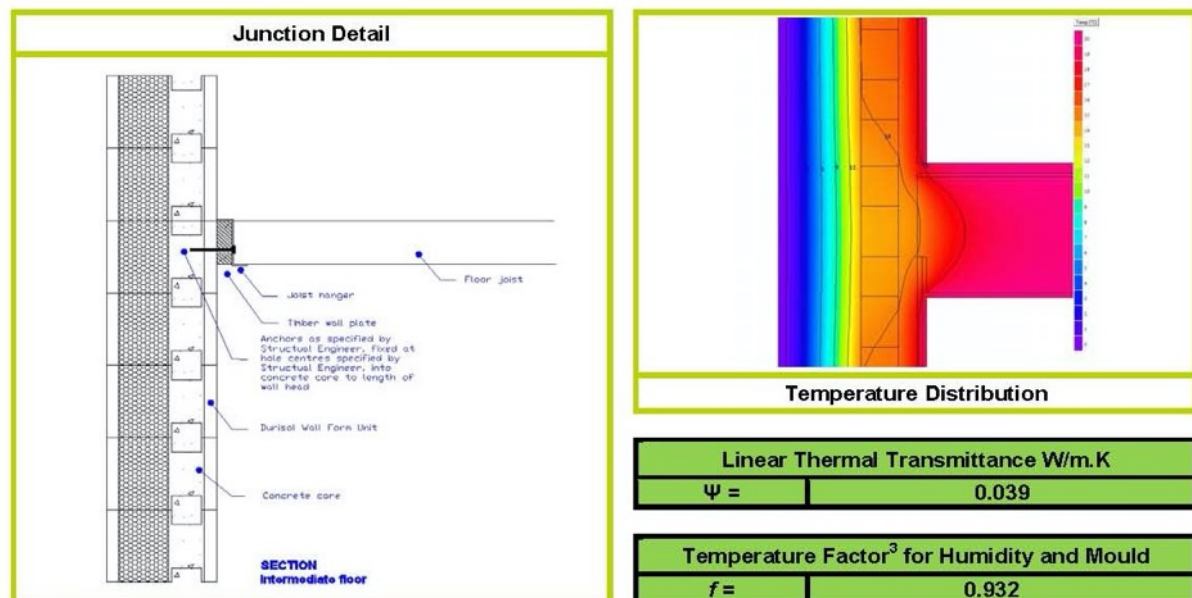 Junction Detail
Floor joist
Joist hanger
Timber wall plate
Anchors as specified by
Structual Engineer, fixed at
hole centres specified by
Structual Engineer, into
concrete core to length of
wall head
Durisol Wall Form Unit
Concrete core
SECTION
Intermediate floor
Temperature Distribution
Linear Thermal Transmittance W/m.K
Ψ = 0.039
Temperature Factor³ for Humidity and Mould
f = 0.932